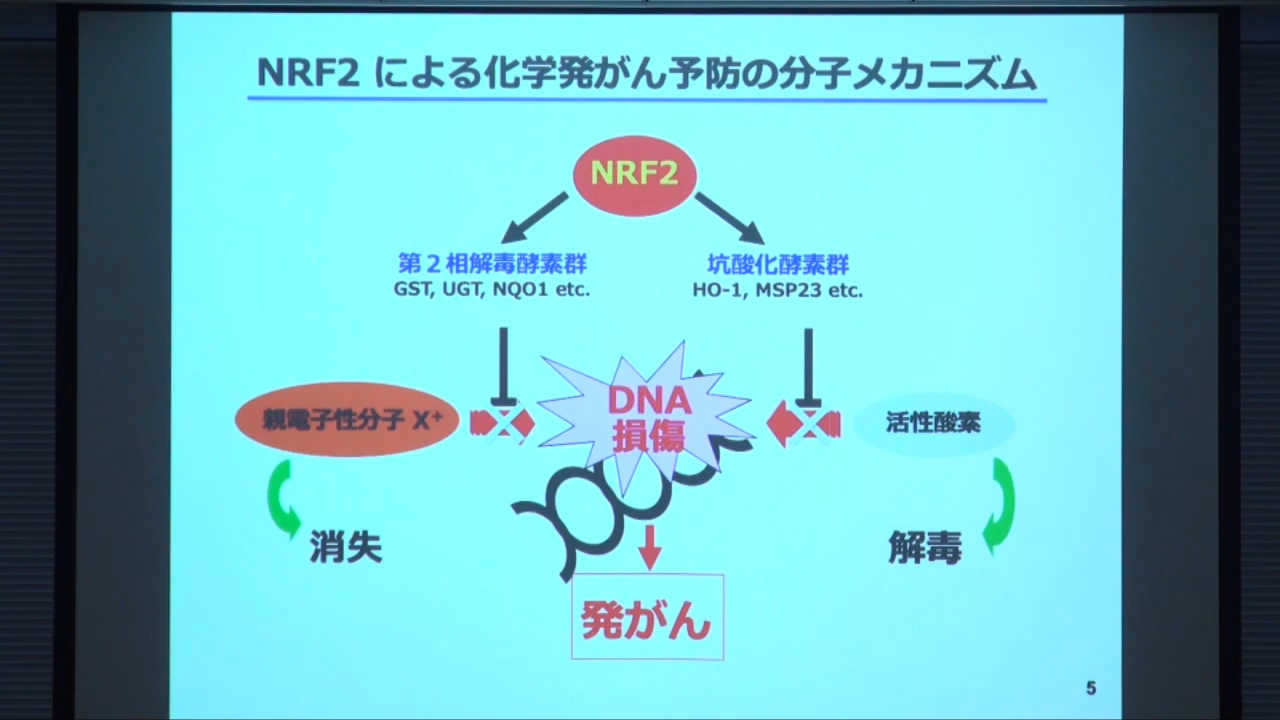 NRF2 による化学発がん予防の分子メカニズム
NRF2
第２相解毒酵素群
GST, UGT, NQO1 etc.
坑酸化酵素群
HO-1, MSP23 etc.
親電子性分子 X⁺
DNA
損傷
活性酸素
消失
解毒
発がん
5